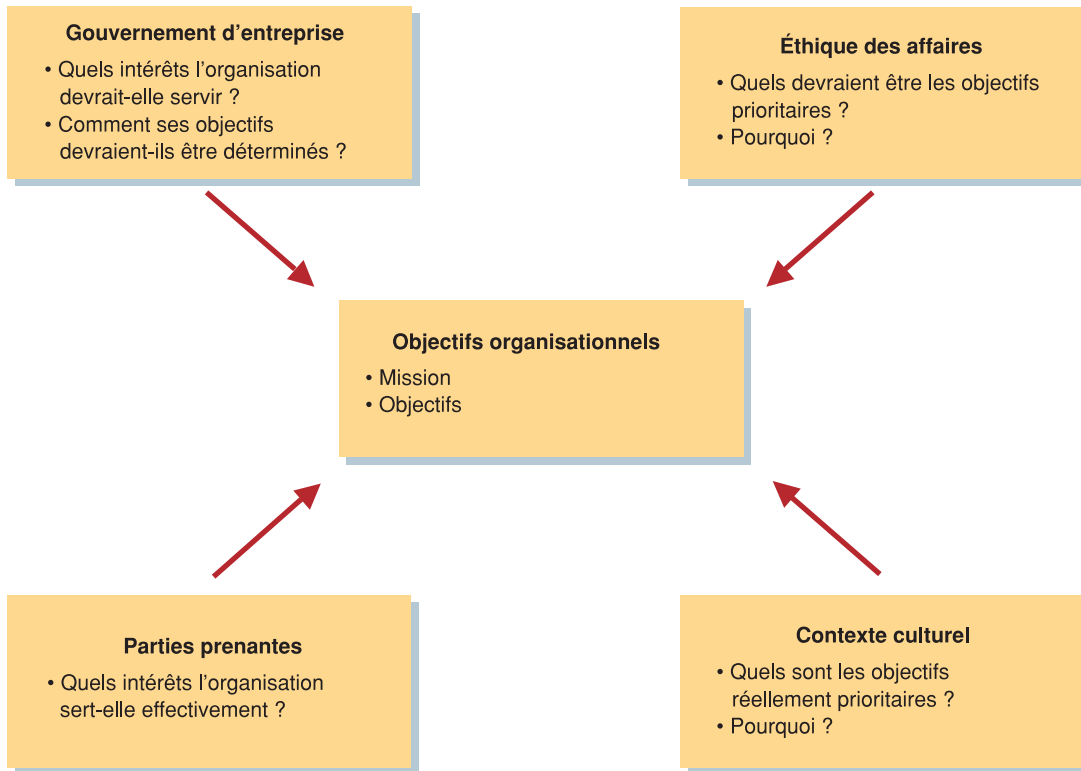 Gouvernement d’entreprise
• Quels intérêts l’organisation
devrait-elle servir ?
• Comment ses objectifs
devraient-ils être déterminés ?
Éthique des affaires
• Quels devraient être les objectifs
prioritaires ?
• Pourquoi ?
Objectifs organisationnels
• Mission
• Objectifs
Parties prenantes
• Quels intérêts l’organisation
sert-elle effectivement ?
Contexte culturel
• Quels sont les objectifs
réellement prioritaires ?
• Pourquoi ?